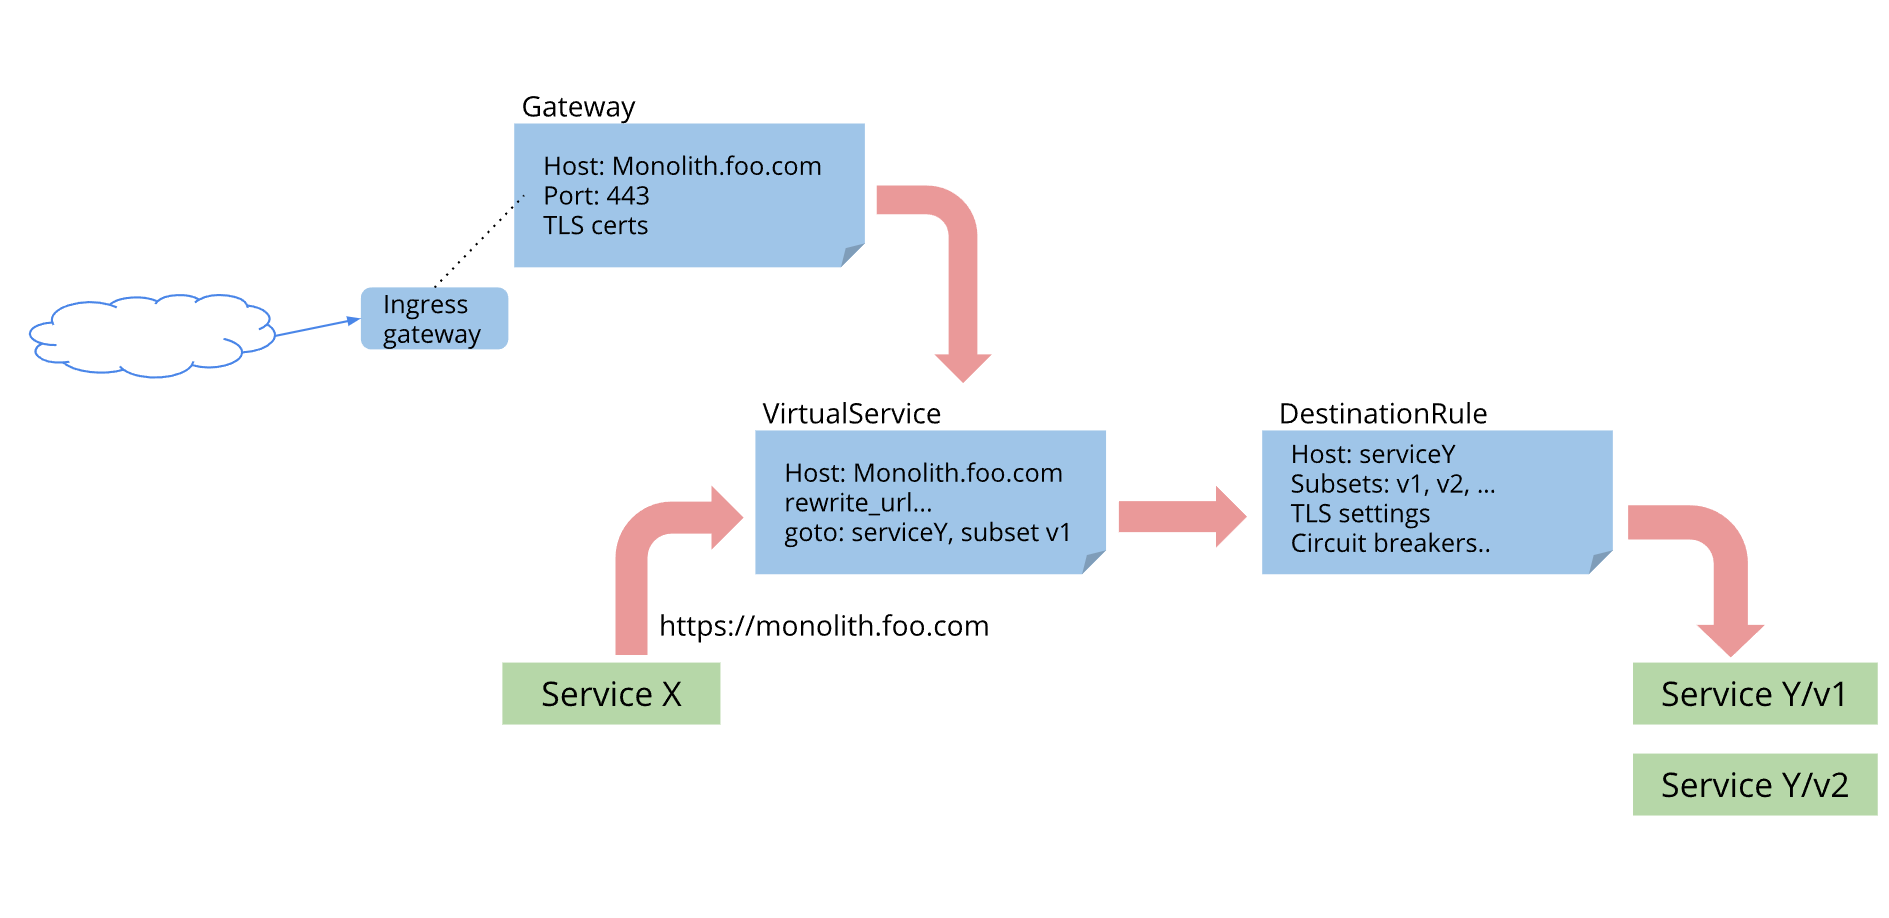 Gateway
Host: Monolith.foo.com
Port: 443
TLS certs
Ingress
gateway
VirtualService
Host: Monolith.foo.com
rewrite_url...
goto: serviceY, subset v1
DestinationRule
Host: serviceY
Subsets: v1, v2, ...
TLS settings
Circuit breakers..
https://monolith.foo.com
Service X
Service Y/v1
Service Y/v2